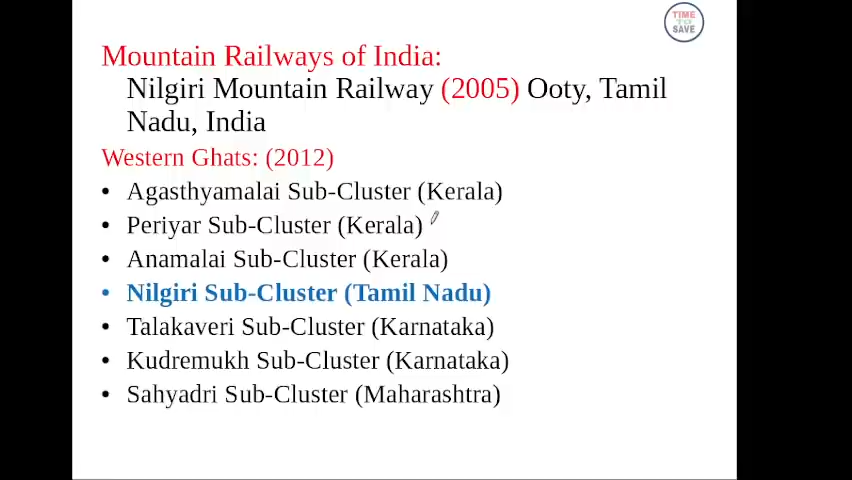 TIME
TO
SAVE
Mountain Railways of India:
Nilgiri Mountain Railway (2005) Ooty, Tamil
Nadu, India
Western Ghats: (2012)
• Agasthyamalai Sub-Cluster (Kerala)
• Periyar Sub-Cluster (Kerala)
• Anamalai Sub-Cluster (Kerala)
• Nilgiri Sub-Cluster (Tamil Nadu)
• Talakaveri Sub-Cluster (Karnataka)
• Kudremukh Sub-Cluster (Karnataka)
• Sahyadri Sub-Cluster (Maharashtra)